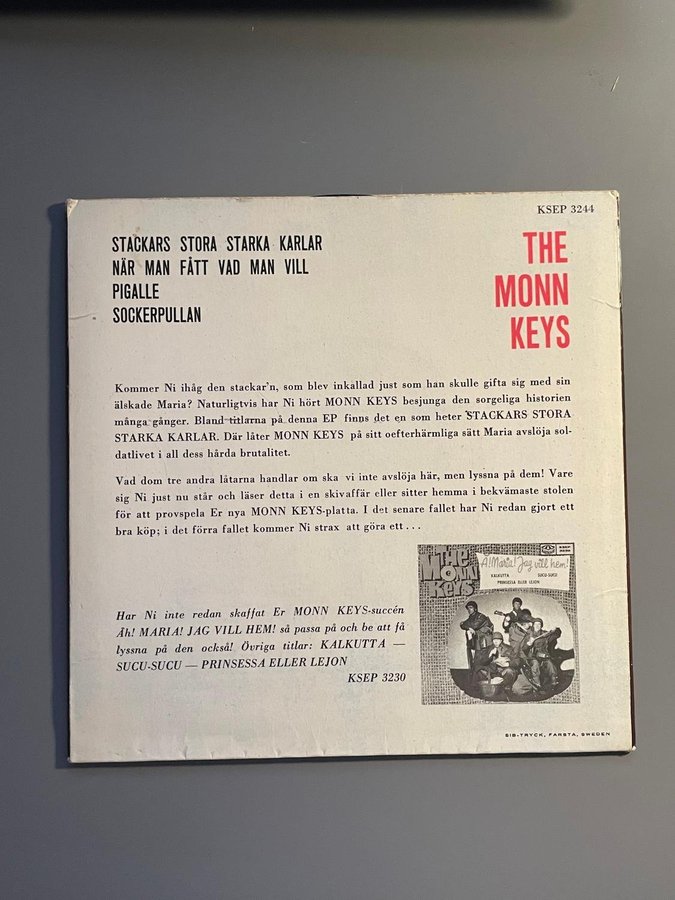 KSEP 3244
STACKARS STORA STARKA KARLAR
NÄR MAN FÅTT VAD MAN VILL
PIGALLE
SOCKERPULLAN
THE
MONN
KEYS
Kommer Ni ihåg den stackar'n, som blev inkallad just som han skulle gifta sig med sin
älskade Maria? Naturligtvis har Ni hört MONN KEYS besjunga den sorgeliga historien
många gånger. Bland titlarna på denna EP finns det en som heter STACKARS STORA
STARKA KARLAR. Där låter MONN KEYS på sitt oefterhärmliga sätt Maria avslöja sol-
datlivet i all dess hårda brutalitet.
Vad dom tre andra låtarna handlar om ska vi inte avslöja här, men lyssna på dem! Vare
sig Ni just nu står och läser detta i en skivaffär eller sitter hemma i bekvämaste stolen
för att provspela Er nya MONN KEYS-platta. I det senare fallet har Ni redan gjort ett
bra köp; i det förra fallet kommer Ni strax att göra ett ...
Har Ni inte redan skaffat Er MONN KEYS-succén
Åh! MARIA! JAG VILL HEM! så passa på och be att få
lyssna på den också! Övriga titlar: KALKUTTA —
SUCU-SUCU — PRINSESSA ELLER LEJON
KSEP 3230
THE
MONN
KEYS
Å! Maria! Jag vill hem!
KALKUTTA SUCU-SUCU
PRINSESSA ELLER LEJON
SIB-TRYCK, FARSTA, SWEDEN